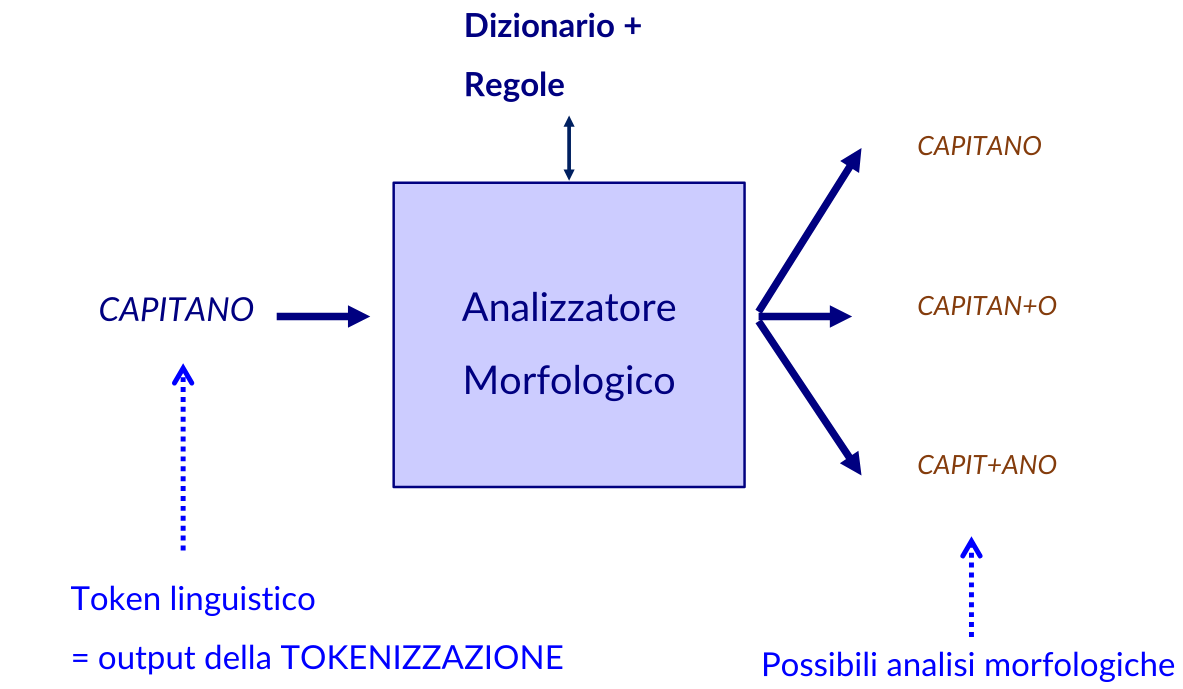 Dizionario +
Regole
CAPITANO
Analizzatore
Morfologico
CAPITANO
CAPITAN+O
CAPIT+ANO
Token linguistico
= output della TOKENIZZAZIONE
Possibili analisi morfologiche